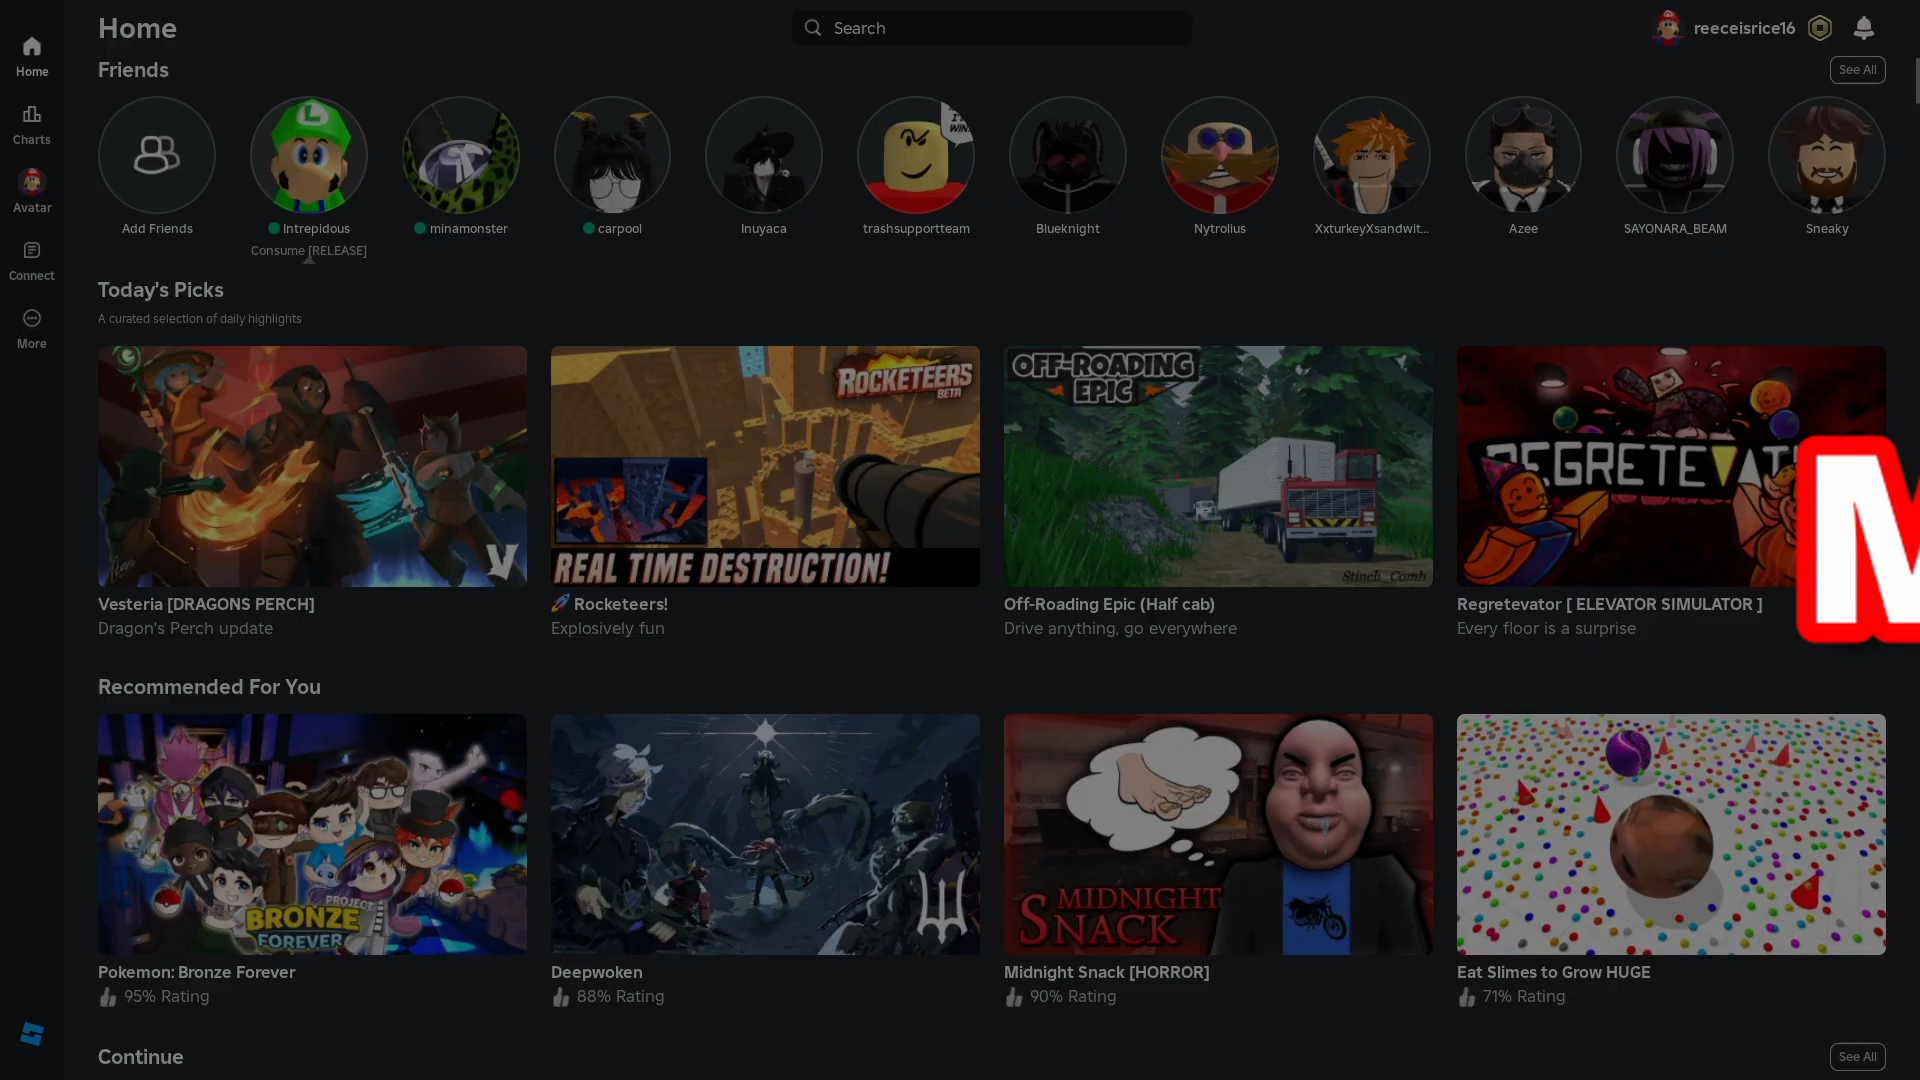 Home
Search
reeceisrice16
Home
Charts
Avatar
Connect
More
Friends
See All
Add Friends
Intrepidous
Consume [RELEASE]
minamonster
carpool
Inuyaca
trashsupportteam
Blueknight
Nytrolius
XxturkeyXsandwit...
Azee
SAYONARA_BEAM
Sneaky
Today's Picks
A curated selection of daily highlights
ROCKETEERS
BETA
REAL TIME DESTRUCTION!
OFF-ROADING
EPIC
Stinch_Comb
Vesteria [DRAGONS PERCH]
Dragon's Perch update
Rocketeers!
Explosively fun
Off-Roading Epic (Half cab)
Drive anything, go everywhere
Regretevator [ ELEVATOR SIMULATOR ]
Every floor is a surprise
M
Recommended For You
PROJECT
BRONZE
FOREVER
MIDNIGHT
SNACK
Pokemon: Bronze Forever
95% Rating
Deepwoken
88% Rating
Midnight Snack [HORROR]
90% Rating
Eat Slimes to Grow HUGE
71% Rating
Continue
See All